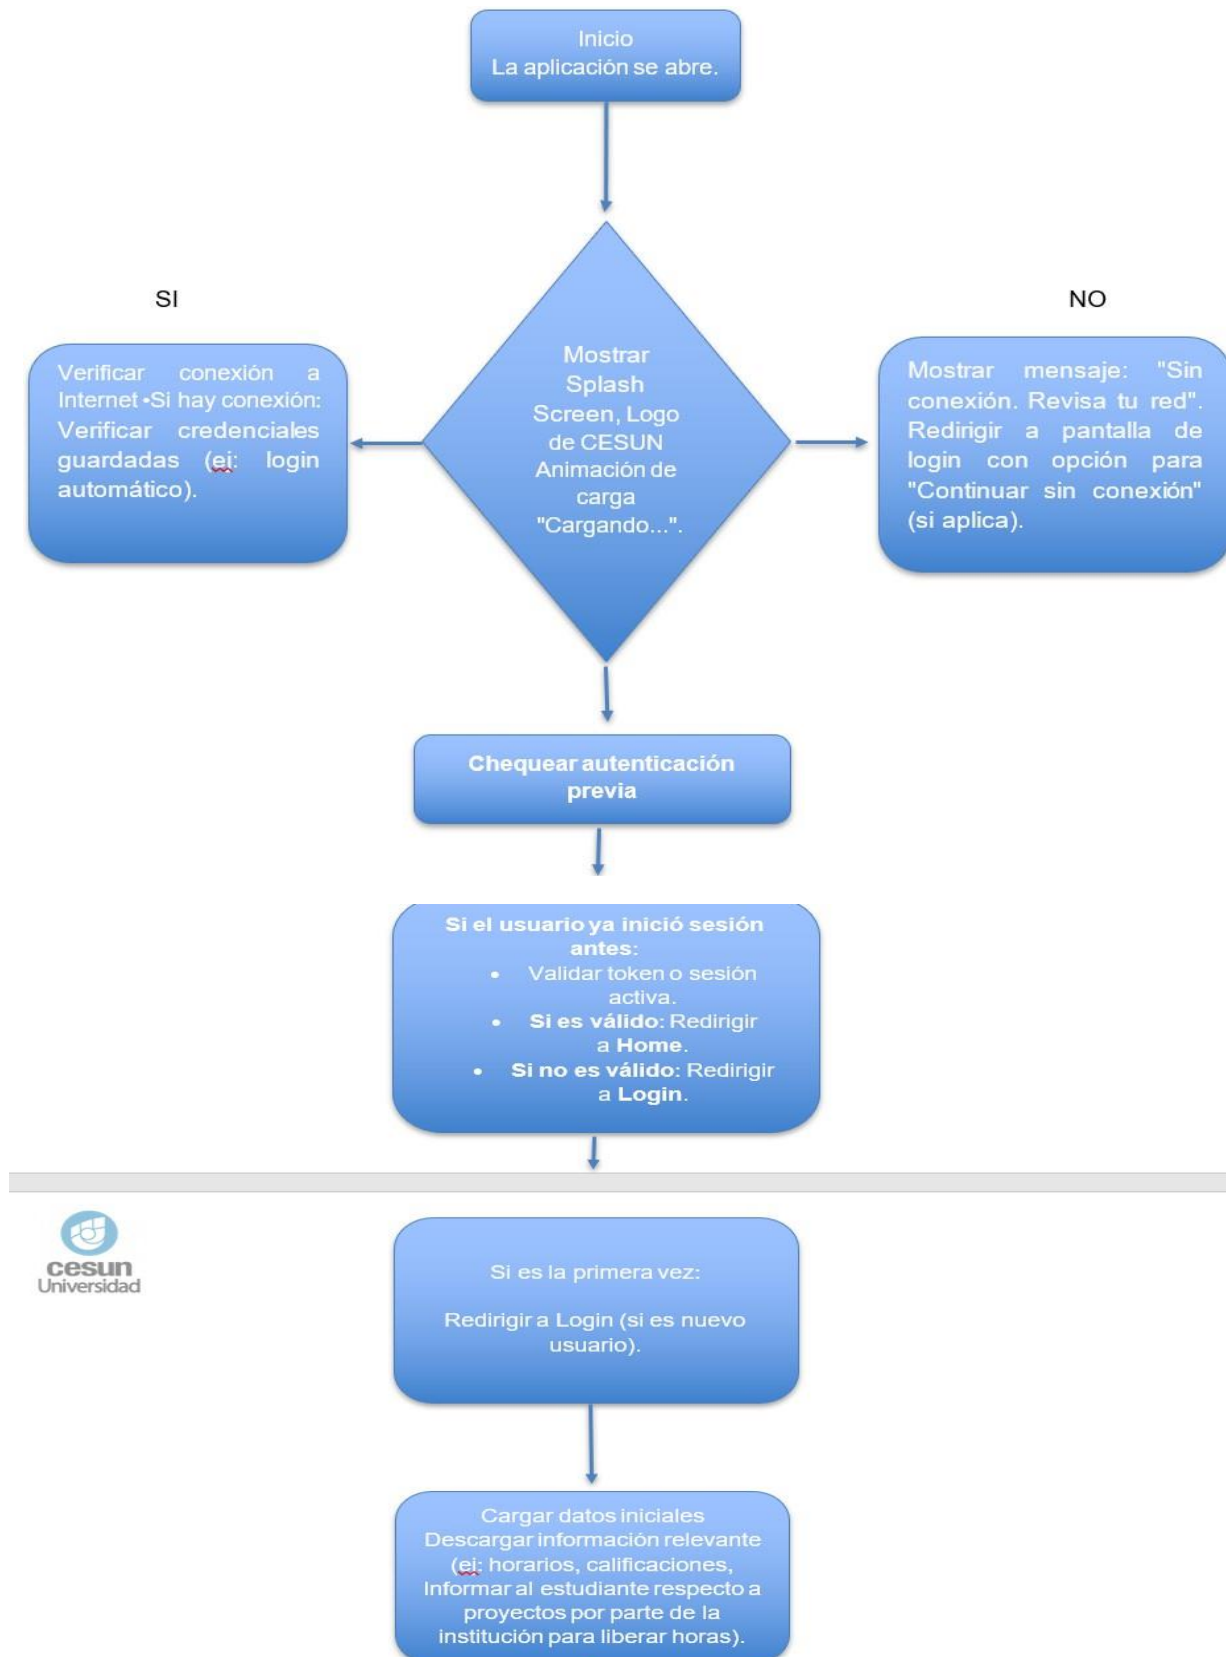 Inicio
La aplicación se abre.
SI
NO
Verificar conexión a
Internet •Si hay conexión:
Verificar credenciales
guardadas (ej: login
automático).
Mostrar
Splash
Screen, Logo
de CESUN
Animación de
carga
"Cargando...".
Mostrar mensaje: "Sin
conexión. Revisa tu red".
Redirigir a pantalla de
login con opción para
"Continuar sin conexión"
(si aplica).
Chequear autenticación
previa
Si el usuario ya inició sesión
antes:
• Validar token o sesión
activa.
• Si es válido: Redirigir
a Home.
• Si no es válido: Redirigir
a Login.
cesun
Universidad
Si es la primera vez:
Redirigir a Login (si es nuevo
usuario).
Cargar datos iniciales
Descargar información relevante
(ej: horarios, calificaciones,
Informar al estudiante respecto a
proyectos por parte de la
institución para liberar horas).